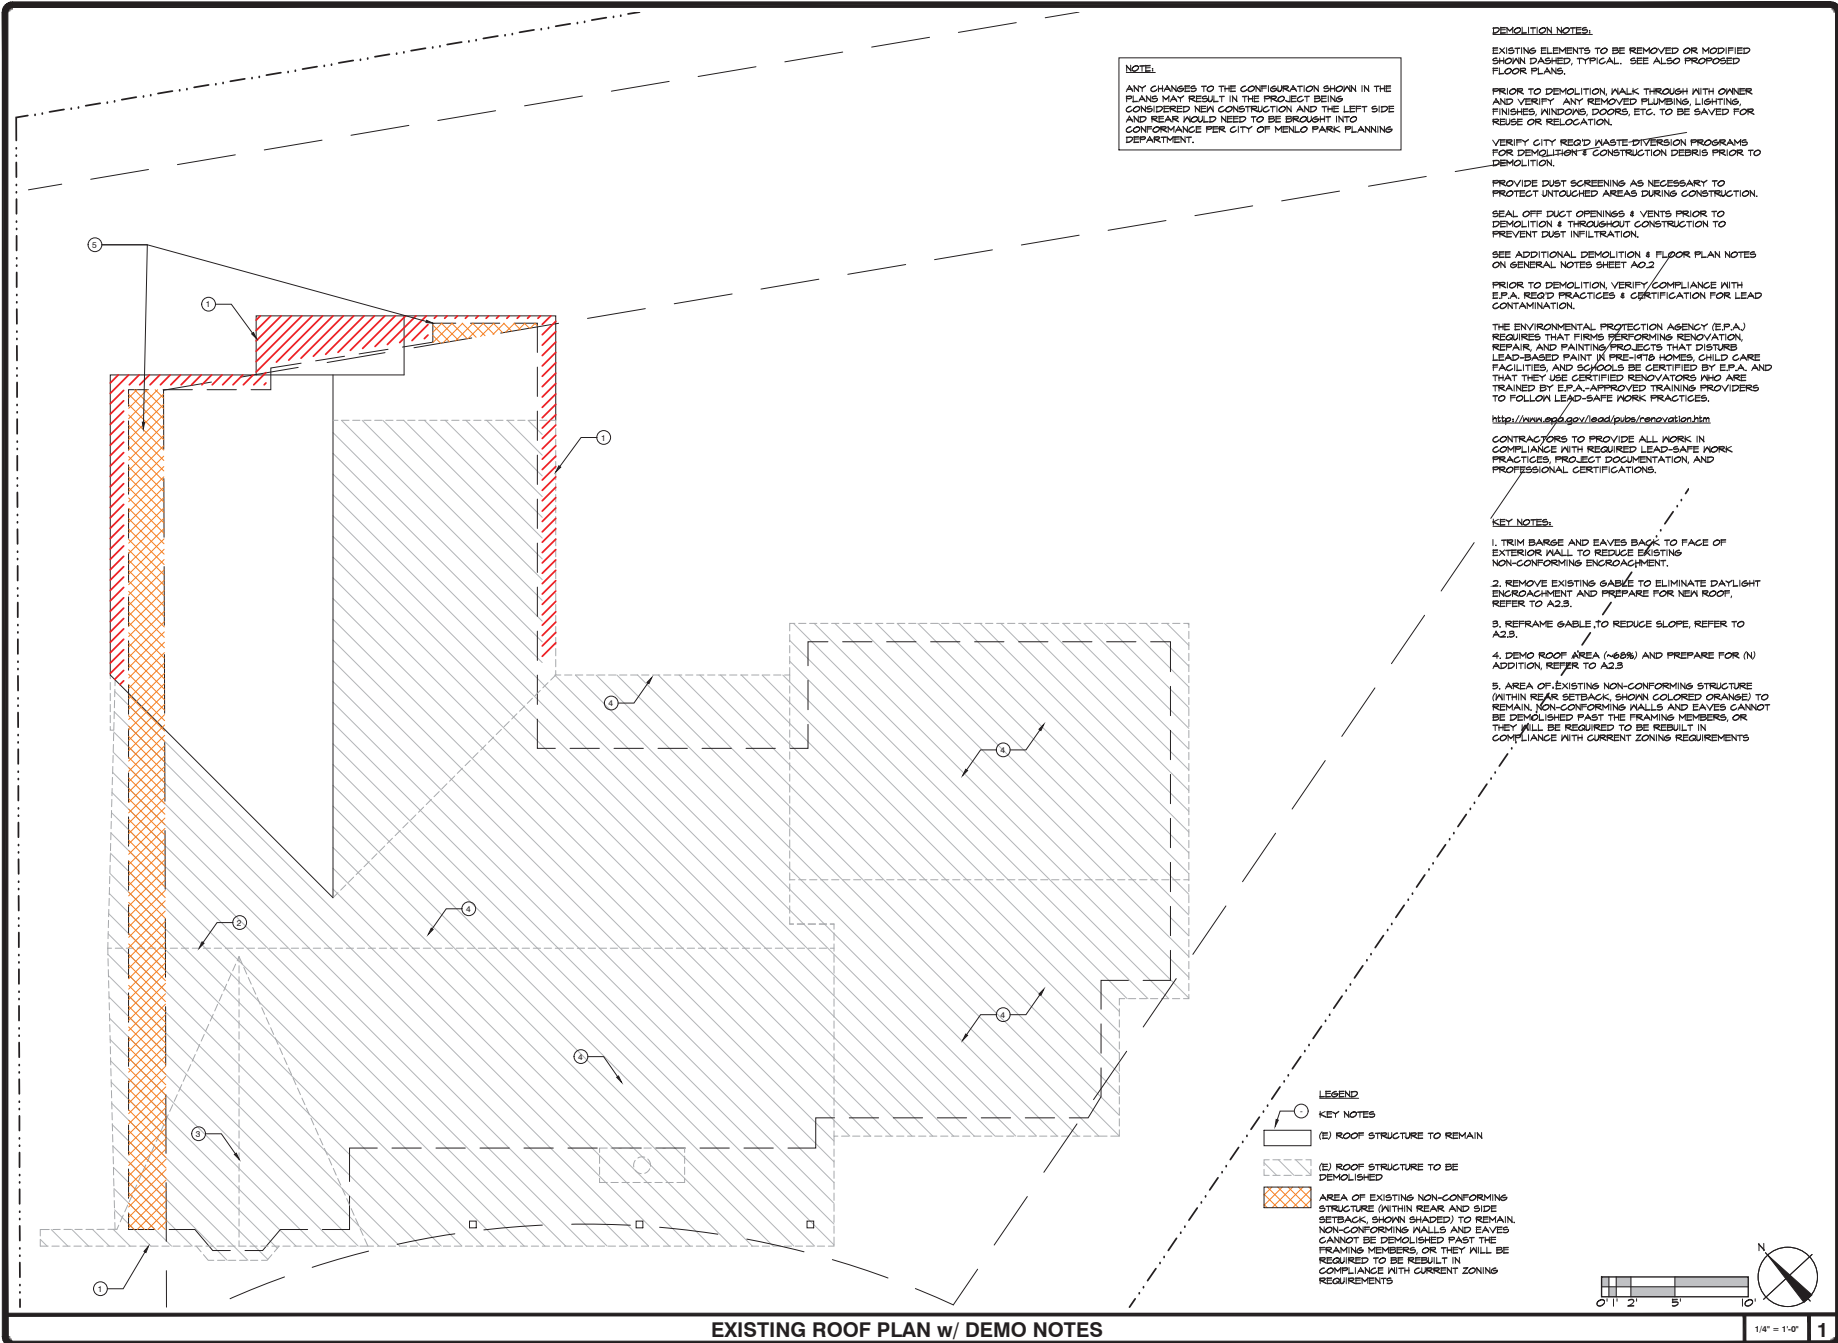 DEMOLITION NOTES:
EXISTING ELEMENTS TO BE REMOVED OR MODIFIED
SHOWN DASHED, TYPICAL. SEE ALSO PROPOSED
FLOOR PLANS.
PRIOR TO DEMOLITION, WALK THROUGH WITH OWNER
AND VERIFY ANY REMOVED PLUMBING, LIGHTING,
FINISHES, WINDOWS, DOORS, ETC. TO BE SAVED FOR
REUSE OR RELOCATION.
VERIFY CITY REQ'D WASTE DIVERSION PROGRAMS
FOR DEMOLITION & CONSTRUCTION DEBRIS PRIOR TO
DEMOLITION.
PROVIDE DUST SCREENING AS NECESSARY TO
PROTECT UNTOUCHED AREAS DURING CONSTRUCTION.
SEAL OFF DUCT OPENINGS & VENTS PRIOR TO
DEMOLITION & THROUGHOUT CONSTRUCTION TO
PREVENT DUST INFILTRATION.
SEE ADDITIONAL DEMOLITION & FLOOR PLAN NOTES
ON GENERAL NOTES SHEET A0.2
PRIOR TO DEMOLITION, VERIFY COMPLIANCE WITH
E.P.A. REQ'D PRACTICES & CERTIFICATION FOR LEAD
CONTAMINATION.
THE ENVIRONMENTAL PROTECTION AGENCY (E.P.A.)
REQUIRES THAT FIRMS PERFORMING RENOVATION,
REPAIR, AND PAINTING PROJECTS THAT DISTURB
LEAD-BASED PAINT IN PRE-1978 HOMES, CHILD CARE
FACILITIES, AND SCHOOLS BE CERTIFIED BY E.P.A. AND
THAT THEY USE CERTIFIED RENOVATORS WHO ARE
TRAINED BY E.P.A.-APPROVED TRAINING PROVIDERS
TO FOLLOW LEAD-SAFE WORK PRACTICES.
http://www.epa.gov/lead/pubs/renovation.htm
CONTRACTORS TO PROVIDE ALL WORK IN
COMPLIANCE WITH REQUIRED LEAD-SAFE WORK
PRACTICES, PROJECT DOCUMENTATION, AND
PROFESSIONAL CERTIFICATIONS.
KEY NOTES:
1. TRIM BARGE AND EAVES BACK TO FACE OF
EXTERIOR WALL TO REDUCE EXISTING
NON-CONFORMING ENCROACHMENT.
2. REMOVE EXISTING GABLE TO ELIMINATE DAYLIGHT
ENCROACHMENT AND PREPARE FOR NEW ROOF,
REFER TO A2.3.
3. REFRAME GABLE TO REDUCE SLOPE, REFER TO
A2.3.
4. DEMO ROOF AREA (~68%) AND PREPARE FOR (N)
ADDITION, REFER TO A2.3
5. AREA OF EXISTING NON-CONFORMING STRUCTURE
(WITHIN REAR SETBACK, SHOWN COLORED ORANGE) TO
REMAIN. NON-CONFORMING WALLS AND EAVES CANNOT
BE DEMOLISHED PAST THE FRAMING MEMBERS, OR
THEY WILL BE REQUIRED TO BE REBUILT IN
COMPLIANCE WITH CURRENT ZONING REQUIREMENTS
NOTE:
ANY CHANGES TO THE CONFIGURATION SHOWN IN THE
PLANS MAY RESULT IN THE PROJECT BEING
CONSIDERED NEW CONSTRUCTION AND THE LEFT SIDE
AND REAR WOULD NEED TO BE BROUGHT INTO
CONFORMANCE PER CITY OF MENLO PARK PLANNING
DEPARTMENT.
5
1
1
4
4
4
2
4
4
3
1
LEGEND
KEY NOTES
(E) ROOF STRUCTURE TO REMAIN
(E) ROOF STRUCTURE TO BE
DEMOLISHED
AREA OF EXISTING NON-CONFORMING
STRUCTURE (WITHIN REAR AND SIDE
SETBACK, SHOWN SHADED) TO REMAIN.
NON-CONFORMING WALLS AND EAVES
CANNOT BE DEMOLISHED PAST THE
FRAMING MEMBERS, OR THEY WILL BE
REQUIRED TO BE REBUILT IN
COMPLIANCE WITH CURRENT ZONING
REQUIREMENTS
N
0' 1' 2' 5' 10'
EXISTING ROOF PLAN w/ DEMO NOTES
1/4" = 1'-0"
1